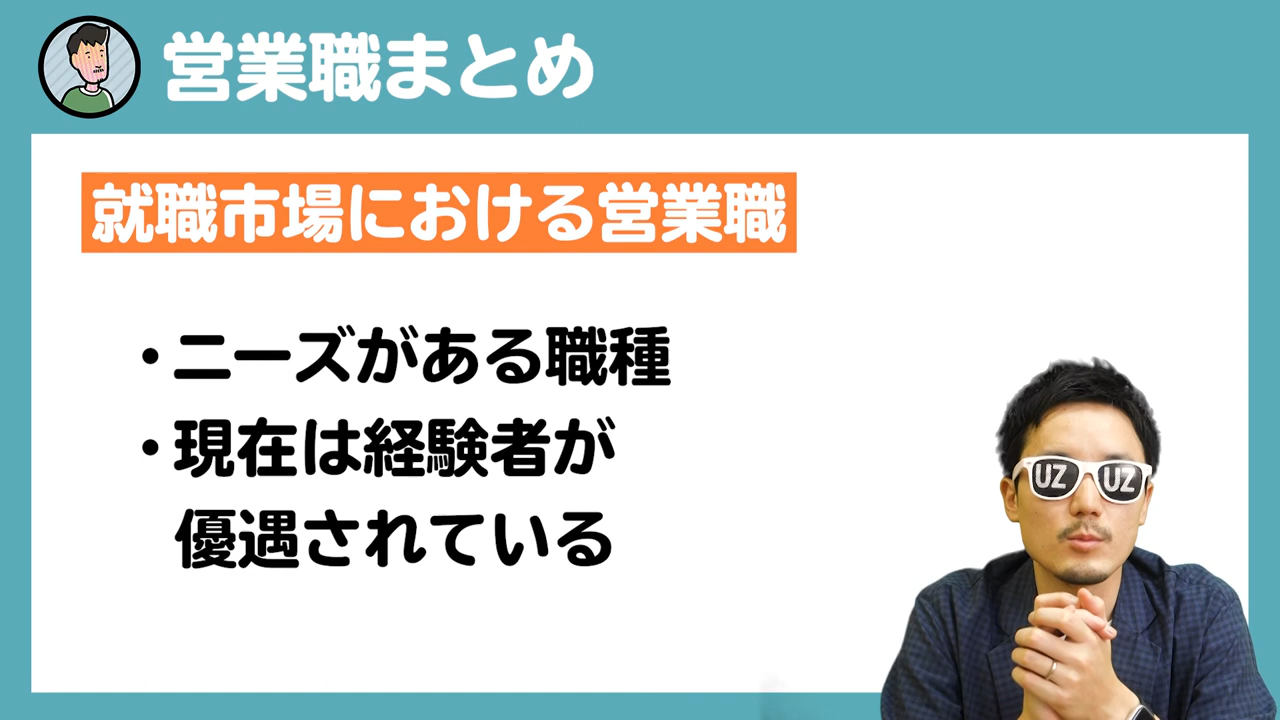 営業職まとめ
就職市場における営業職
・ニーズがある職種
・現在は経験者が
優遇されている
UZ UZ